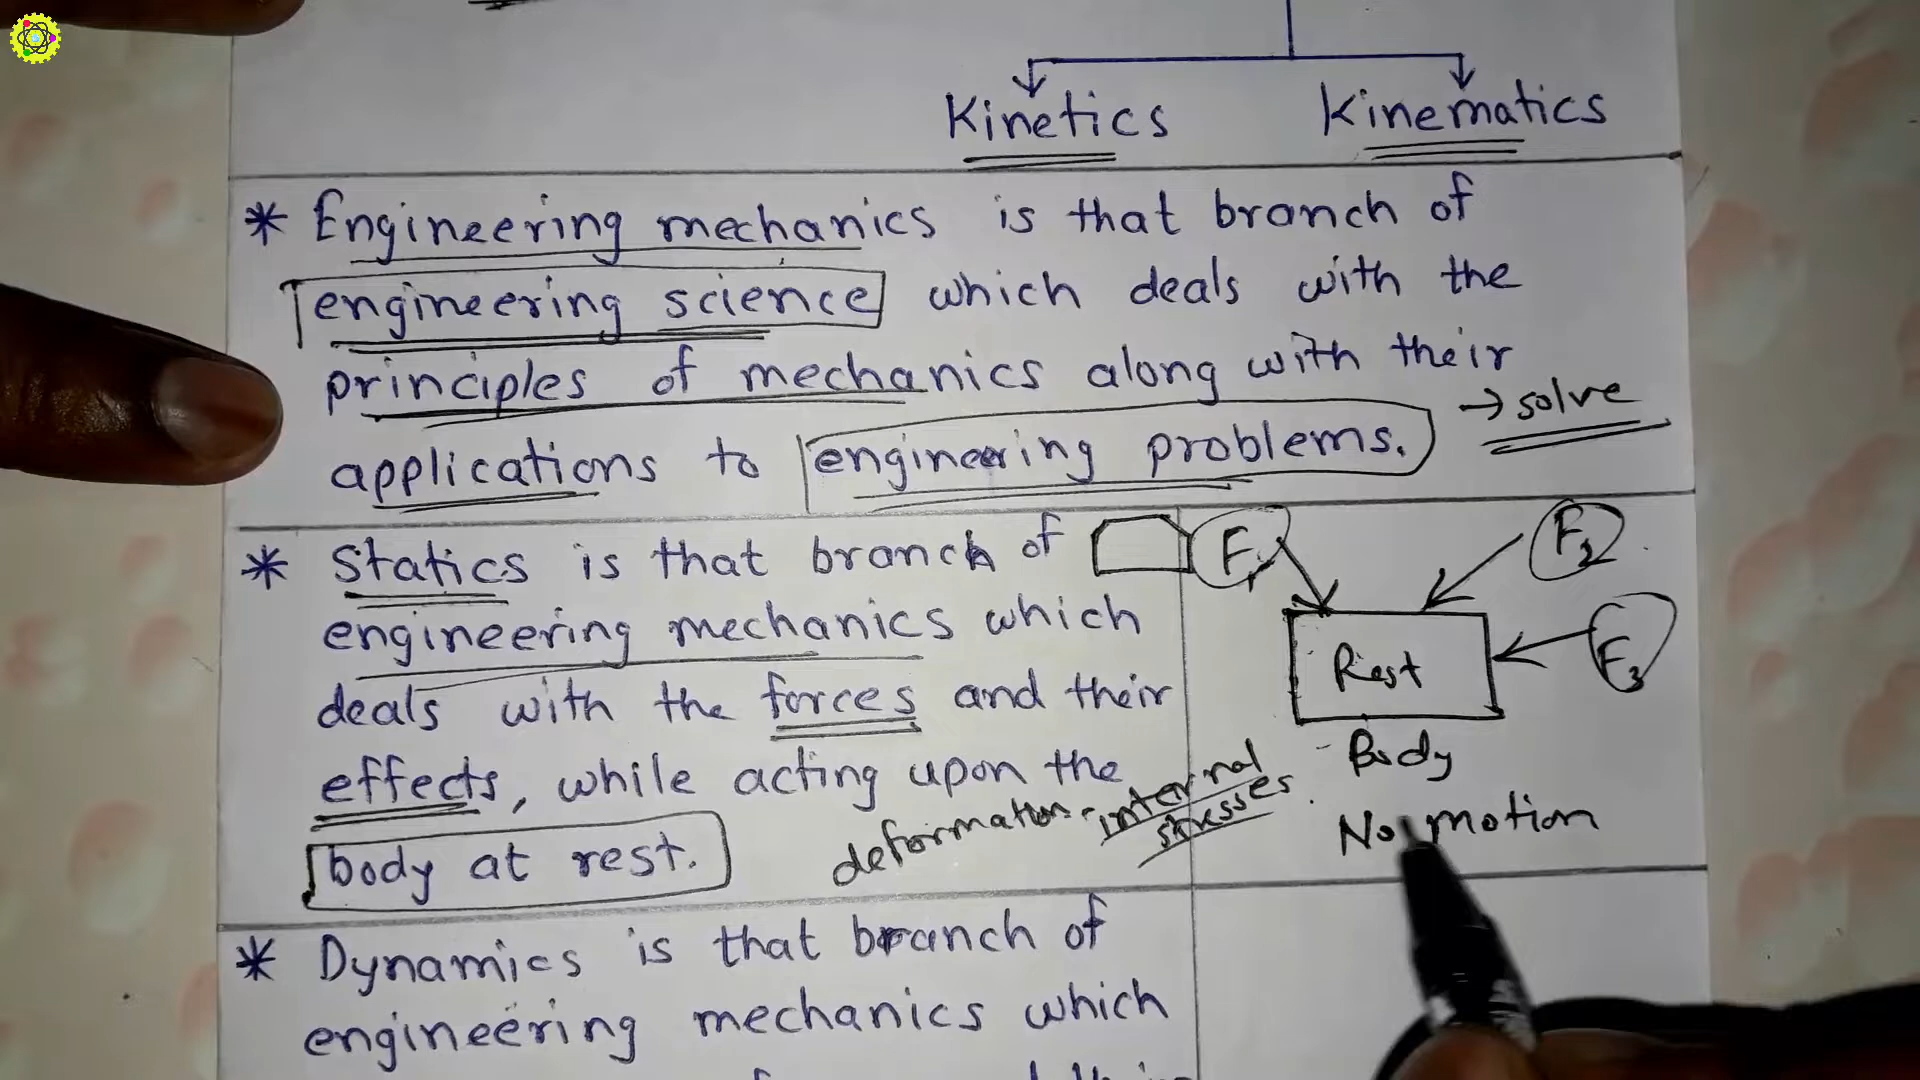 Kinetics Kinematics
* Engineering mechanics is that branch of
engineering science which deals with the
principles of mechanics along with their
→ solve
applications to engineering problems.
* Statics is that branch of
engineering mechanics which
deals with the forces and their
effects, while acting upon the
body at rest.
deformation - internal
stresses.
F1 F2
F3
Rest
Body
No motion
* Dynamics is that branch of
engineering mechanics which